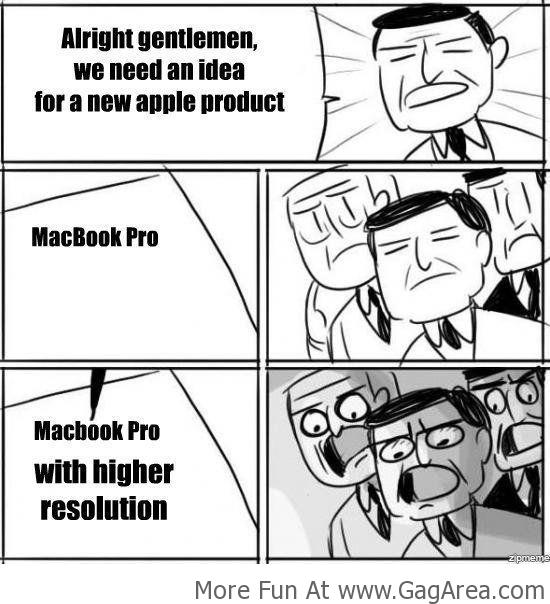 Alright gentlemen,
we need an idea
for a new apple product
MacBook Pro
Macbook Pro
with higher
resolution
zipmeme
More Fun At www.GagArea.com